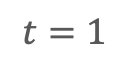 t = 1